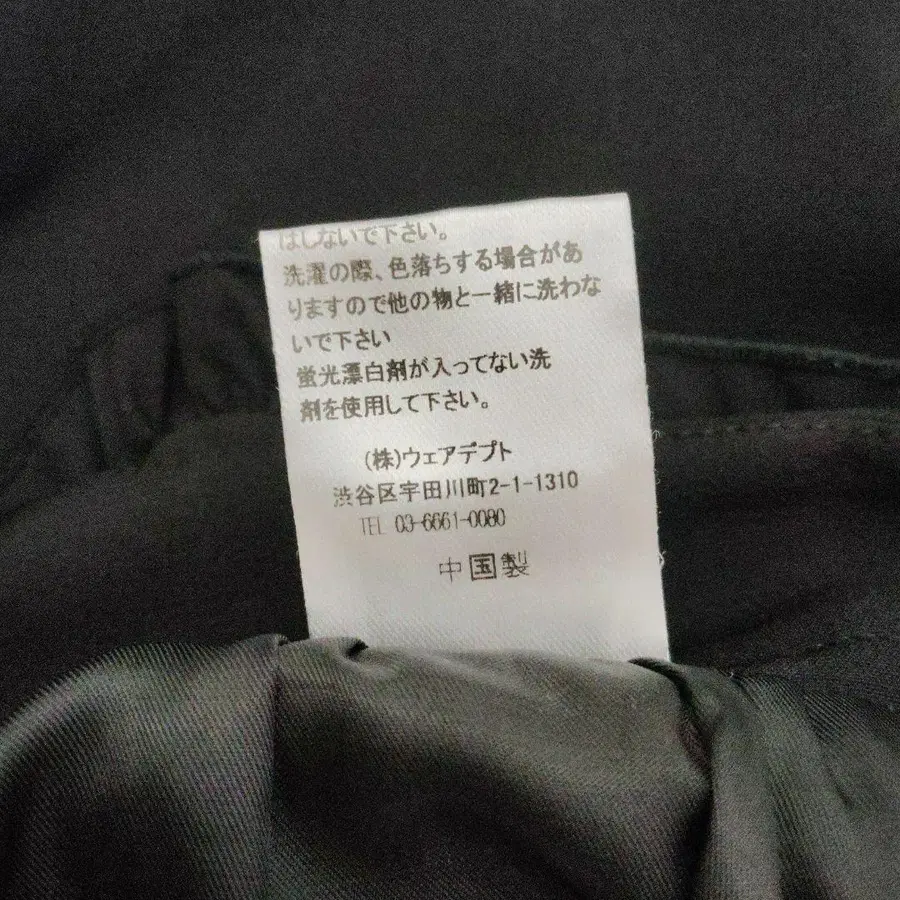 はしないで下さい。
洗濯の際、色落ちする場合があ
りますので他の物と一緒に洗わな
いで下さい
蛍光漂白剤が入ってない洗
剤を使用して下さい。
(株)ウェアデプト
渋谷区宇田川町2-1-1310
TEL 03-6661-0080
中国製